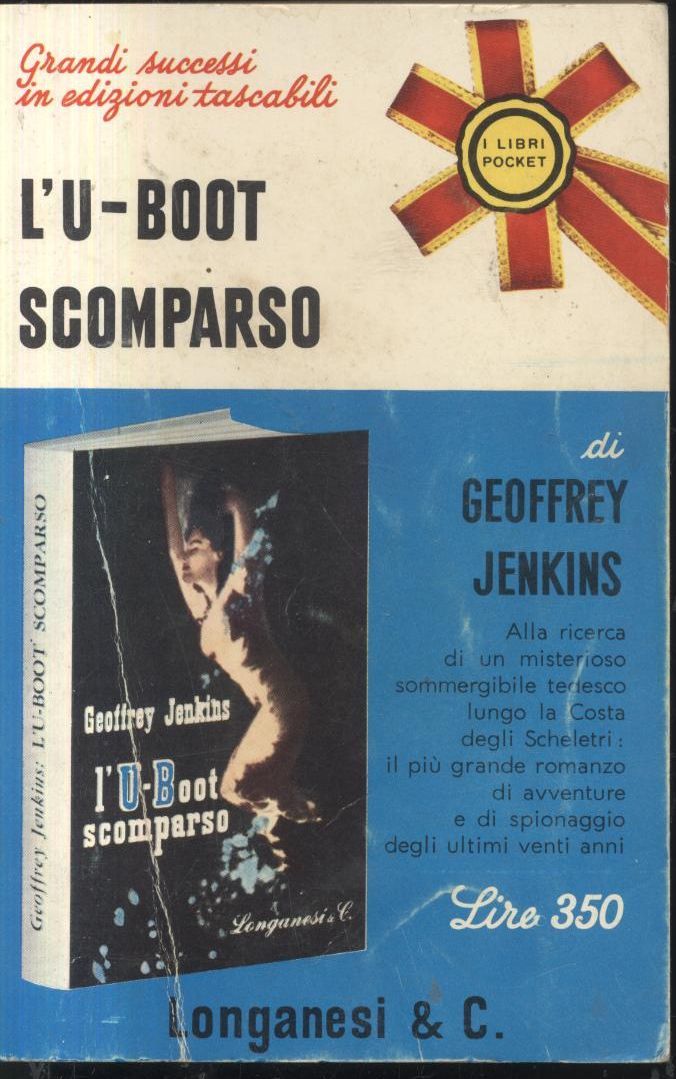 Grandi successi
in edizioni tascabili
I LIBRI
POCKET
L'U-BOOT
SCOMPARSO
di
GEOFFREY
JENKINS
Alla ricerca
di un misterioso
sommergibile tedesco
lungo la Costa
degli Scheletri:
il più grande romanzo
di avventure
e di spionaggio
degli ultimi venti anni
Lire 350
Geoffrey Jenkins: L'U-BOOT SCOMPARSO
Geoffrey Jenkins
l'U-Boot
scomparso
Longanesi & C.
Longanesi & C.